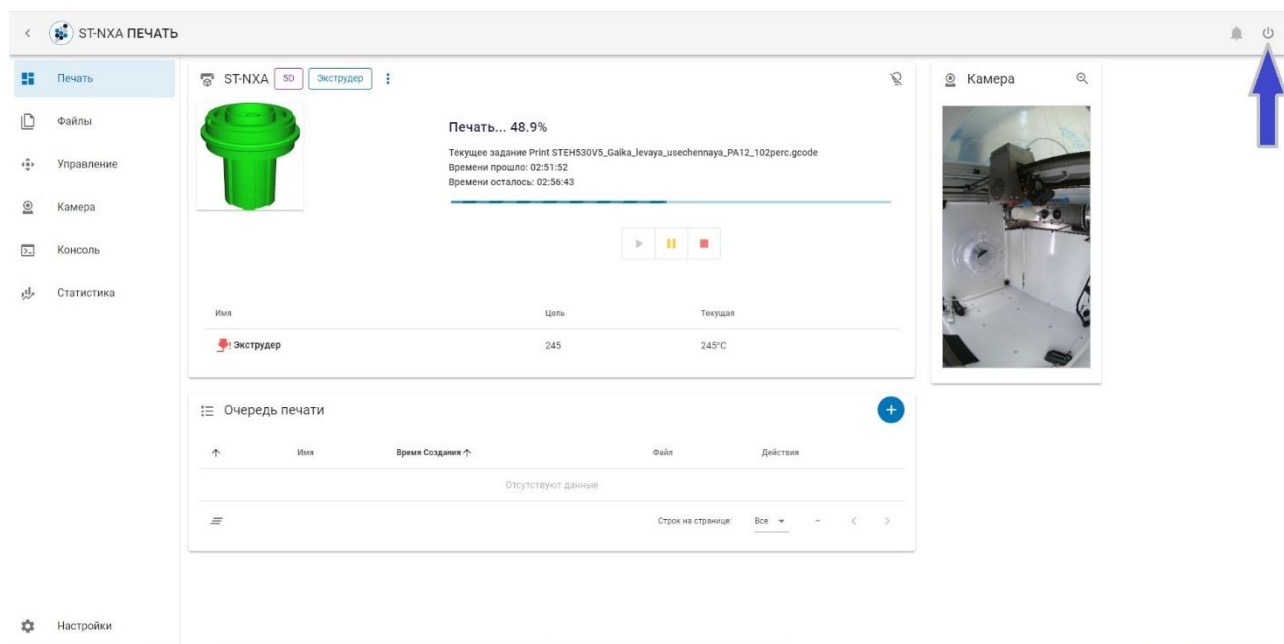 ST-NXA ПЕЧАТЬ
Печать
Файлы
Управление
Камера
Консоль
Статистика
Настройки
ST-NXA 5D Экструдер
Печать... 48.9%
Текущее задание Print STEH530V5_Gaika_levaya_usechennaya_PA12_102perc.gcode
Времени прошло: 02:51:52
Времени осталось: 02:56:43
Имя Цель Текущая
Экструдер 245 245°C
Очередь печати
Имя Время Создания Файл Действия
Отсутствуют данные
Строк на странице: Все –
Камера